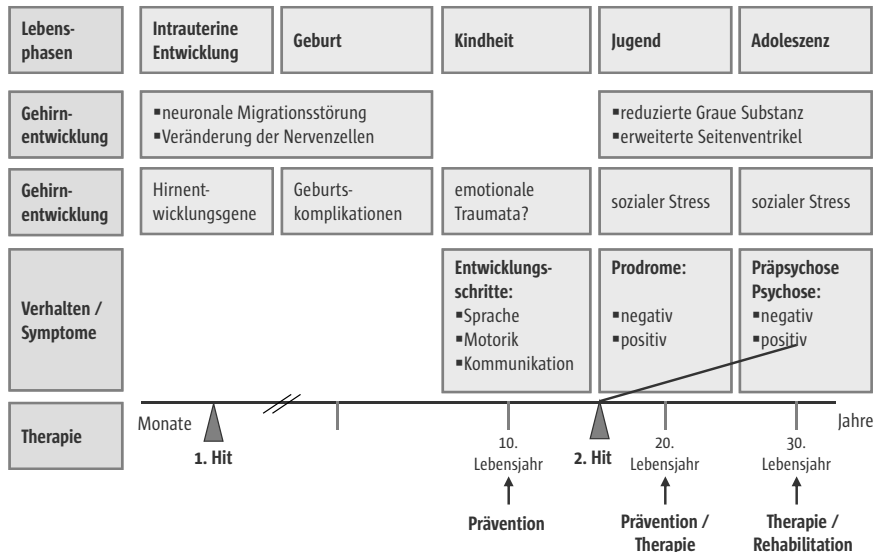 Lebens-
phasen
Intrauterine
Entwicklung
Geburt
Kindheit
Jugend
Adoleszenz
Gehirn-
entwicklung
▪neuronale Migrationsstörung
▪Veränderung der Nervenzellen
▪reduzierte Graue Substanz
▪erweiterte Seitenventrikel
Gehirn-
entwicklung
Hirnent-
wicklungsgene
Geburts-
komplikationen
emotionale
Traumata?
sozialer Stress
sozialer Stress
Verhalten /
Symptome
Entwicklungs-
schritte:
▪Sprache
▪Motorik
▪Kommunikation
Prodrome:
▪negativ
▪positiv
Präpsychose
Psychose:
▪negativ
▪positiv
Therapie
Monate
Jahre
1. Hit
10.
Lebensjahr
2. Hit
20.
Lebensjahr
30.
Lebensjahr
Prävention
Prävention /
Therapie
Therapie /
Rehabilitation